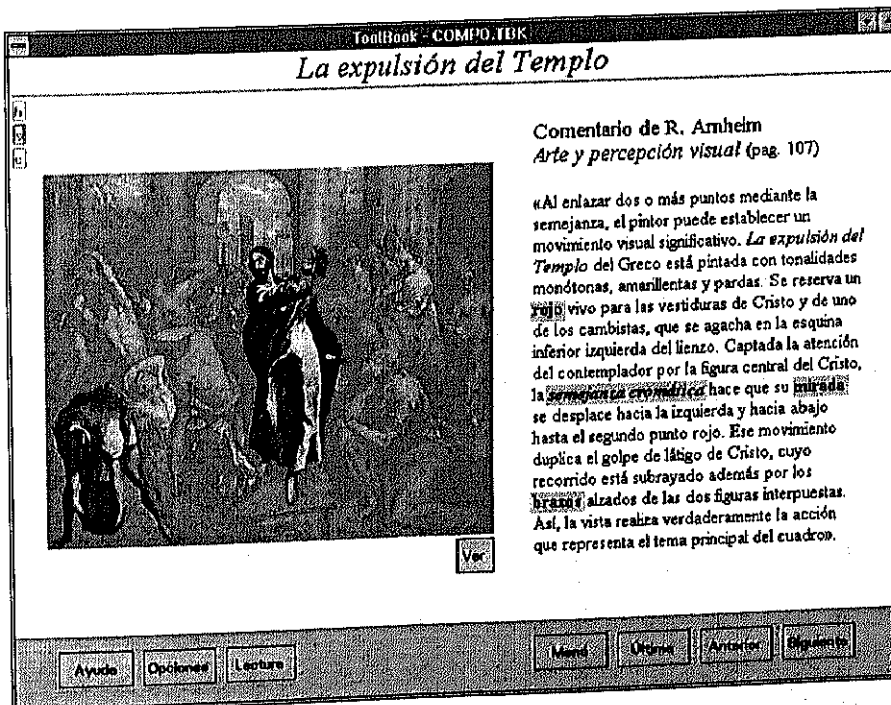 ToolBook - COMPO.TBK
La expulsión del Templo
Comentario de R. Arnheim
Arte y percepción visual (pag. 107)
«Al enlazar dos o más puntos mediante la
semejanza, el pintor puede establecer un
movimiento visual significativo. La expulsión del
Templo del Greco está pintada con tonalidades
monótonas, amarillentas y pardas. Se reserva un
rojo vivo para las vestiduras de Cristo y de uno
de los cambistas, que se agacha en la esquina
inferior izquierda del lienzo. Captada la atención
del contemplador por la figura central del Cristo,
la semejanza cromática hace que su mirada
se desplace hacia la izquierda y hacia abajo
hasta el segundo punto rojo. Ese movimiento
duplica el golpe de látigo de Cristo, cuyo
recorrido está subrayado además por los
brazos alzados de las dos figuras interpuestas.
Así, la vista realiza verdaderamente la acción
que representa el tema principal del cuadro».
Ver
Ayuda Opciones Lectura Menú Última Anterior Siguiente